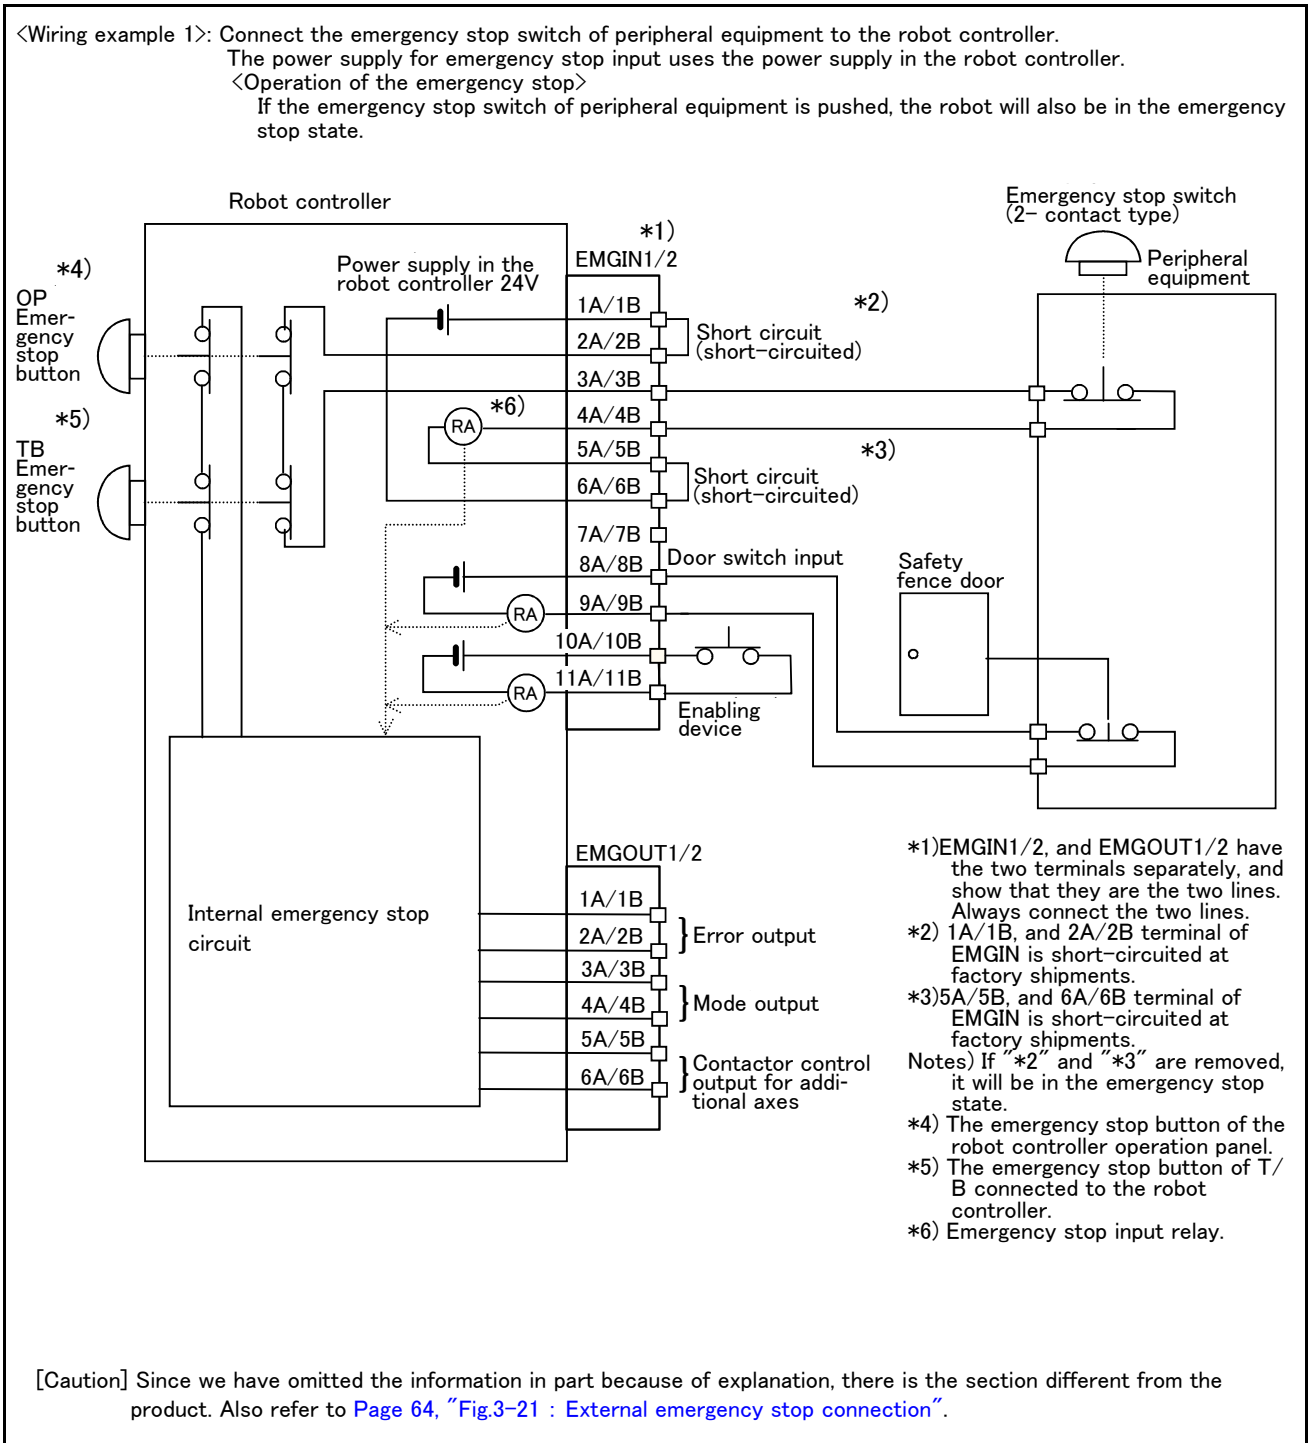 <Wiring example 1>: Connect the emergency stop switch of peripheral equipment to the robot controller.
The power supply for emergency stop input uses the power supply in the robot controller.
<Operation of the emergency stop>
If the emergency stop switch of peripheral equipment is pushed, the robot will also be in the emergency
stop state.
Robot controller
Emergency stop switch
(2- contact type)
Peripheral
equipment
*1)
EMGIN1/2
Power supply in the
robot controller 24V
*4)
OP
Emer-
gency
stop
button
*5)
TB
Emer-
gency
stop
button
*6)
RA
1A/1B
2A/2B
3A/3B
4A/4B
5A/5B
6A/6B
7A/7B
8A/8B
9A/9B
10A/10B
11A/11B
RA
RA
*2)
Short circuit
(short-circuited)
*3)
Short circuit
(short-circuited)
Door switch input
Safety
fence door
Enabling
device
Internal emergency stop
circuit
EMGOUT1/2
1A/1B
2A/2B
3A/3B
4A/4B
5A/5B
6A/6B
Error output
Mode output
Contactor control
output for addi-
tional axes
*1)EMGIN1/2, and EMGOUT1/2 have
the two terminals separately, and
show that they are the two lines.
Always connect the two lines.
*2) 1A/1B, and 2A/2B terminal of
EMGIN is short-circuited at
factory shipments.
*3)5A/5B, and 6A/6B terminal of
EMGIN is short-circuited at
factory shipments.
Notes) If "*2" and "*3" are removed,
it will be in the emergency stop
state.
*4) The emergency stop button of the
robot controller operation panel.
*5) The emergency stop button of T/
B connected to the robot
controller.
*6) Emergency stop input relay.
[Caution] Since we have omitted the information in part because of explanation, there is the section different from the
product. Also refer to Page 64, "Fig.3-21 : External emergency stop connection".